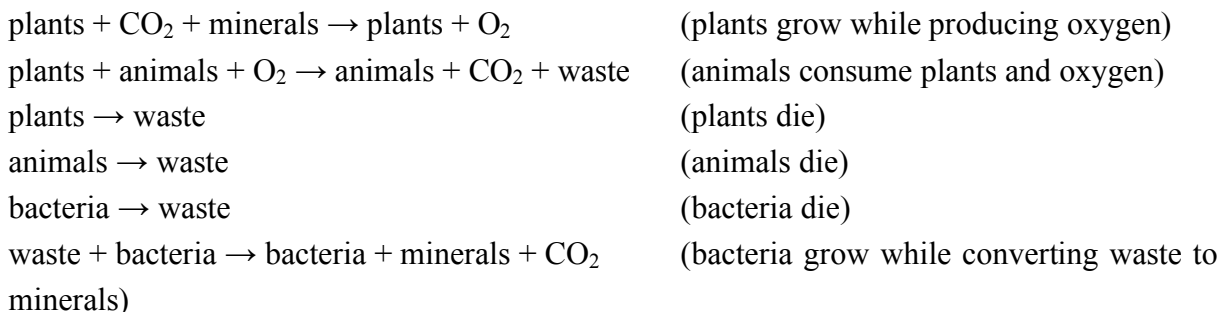 plants + CO₂ + minerals → plants + O₂ (plants grow while producing oxygen)
plants + animals + O₂ → animals + CO₂ + waste (animals consume plants and oxygen)
plants → waste (plants die)
animals → waste (animals die)
bacteria → waste (bacteria die)
waste + bacteria → bacteria + minerals + CO₂ (bacteria grow while converting waste to
minerals)